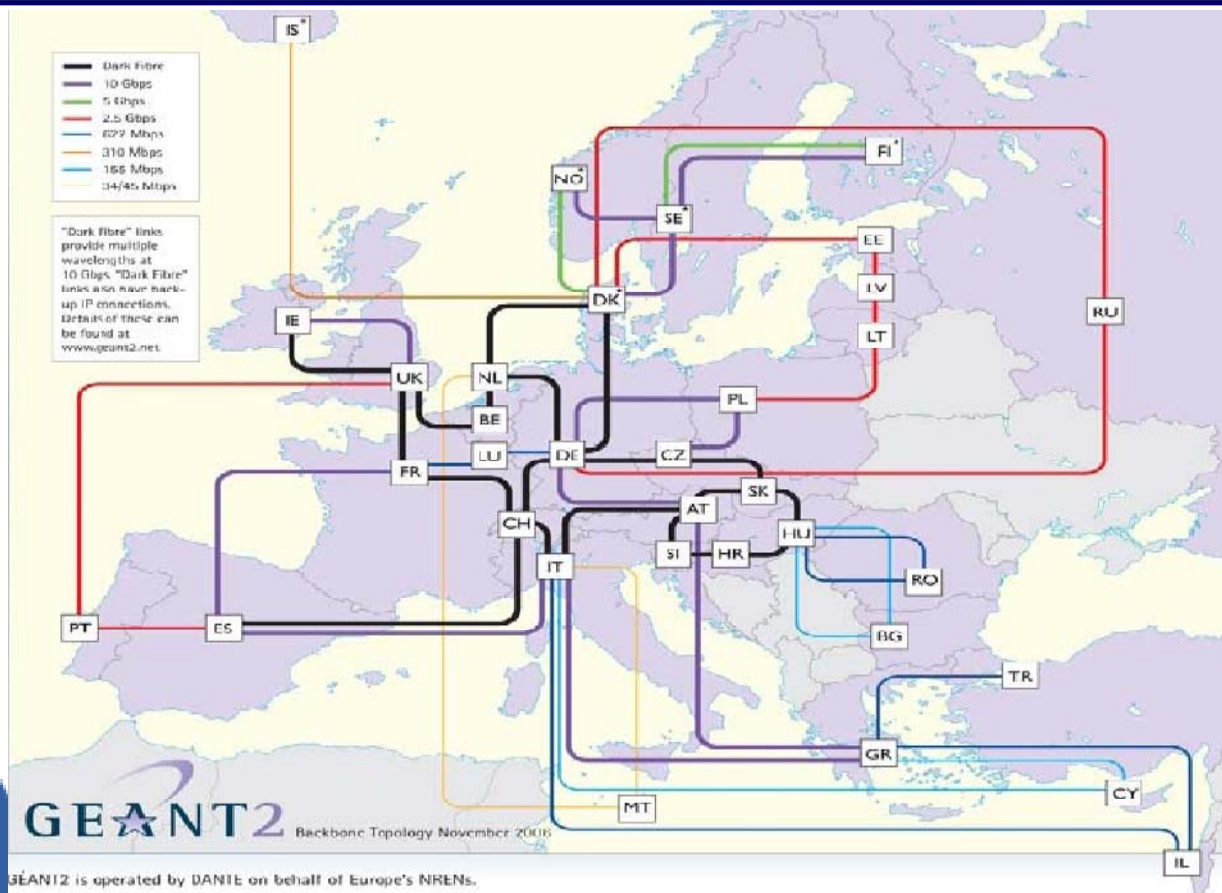 IS*
Dark Fibre
10 Gbps
5 Gbps
2.5 Gbps
622 Mbps
310 Mbps
155 Mbps
34/45 Mbps
"Dark Fibre" links
provide multiple
wavelengths at
10 Gbps. "Dark Fibre"
links also have back-
up IP connections.
Details of these can
be found at
www.geant2.net
FI*
NO*
SE*
EE
LV
DK*
RU
IE
LT
UK
NL
PL
BE
LU
DE
CZ
FR
SK
AT
CH
HU
SI
HR
IT
RO
PT
ES
BG
TR
GR
CY
MT
IL
GEANT2 Backbone Topology November 2006
GÉANT2 is operated by DANTE on behalf of Europe's NRENs.